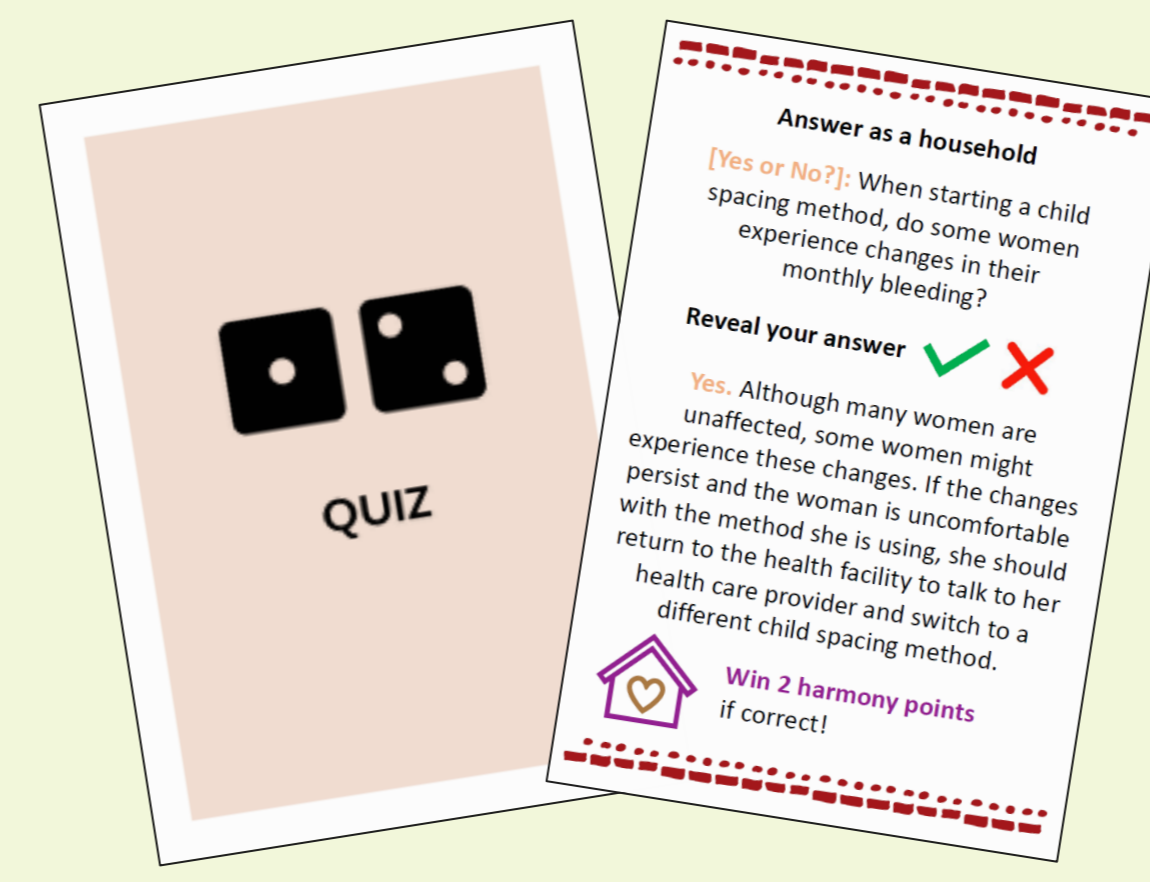 QUIZ
Answer as a household
[Yes or No?]: When starting a child
spacing method, do some women
experience changes in their
monthly bleeding?
Reveal your answer
Yes. Although many women are
unaffected, some women might
experience these changes. If the changes
persist and the woman is uncomfortable
with the method she is using, she should
return to the health facility to talk to her
health care provider and switch to a
different child spacing method.
Win 2 harmony points
if correct!